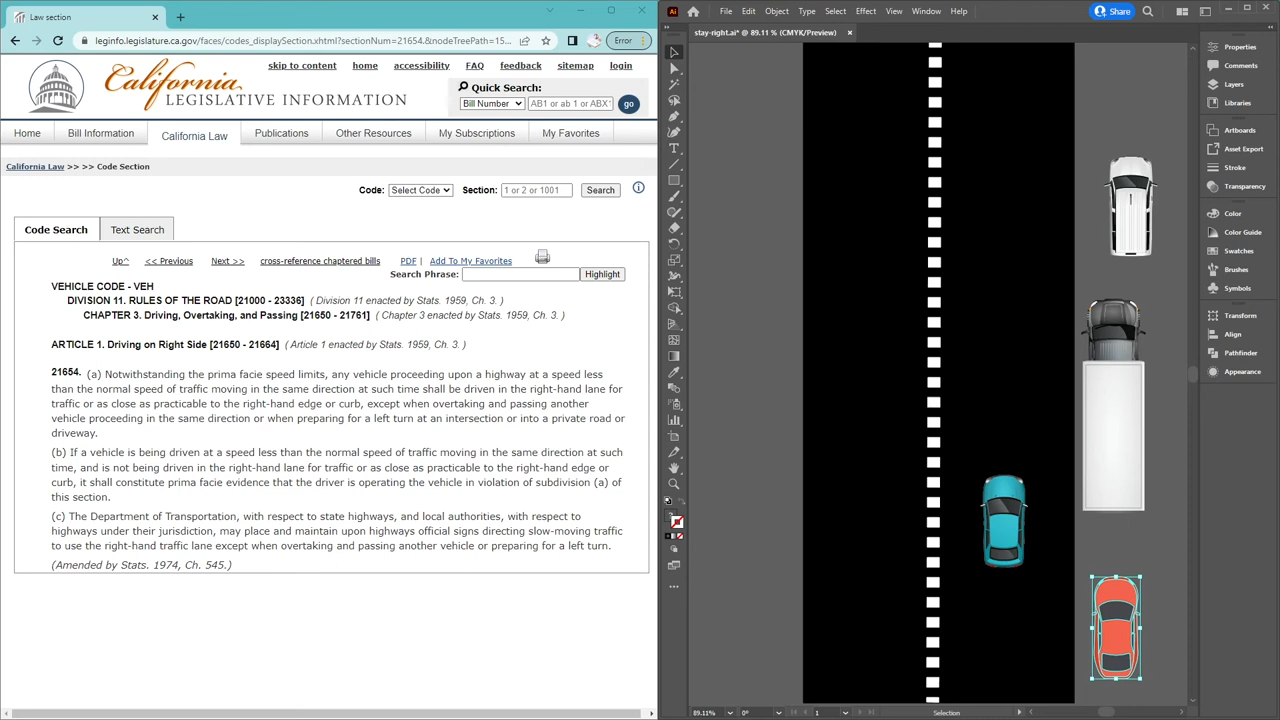 Law section
leginfo.legislature.ca.gov/faces/codes_displaySection.xhtml?sectionNum=21654.&nodeTreePath=15...
Error
skip to content home accessibility FAQ feedback sitemap login
California
LEGISLATIVE INFORMATION
Quick Search:
Bill Number AB1 or ab 1 or ABX1 go
Home Bill Information California Law Publications Other Resources My Subscriptions My Favorites
California Law >> >> Code Section
Code: Select Code Section: 1 or 2 or 1001 Search
Code Search Text Search
Up^ << Previous Next >> cross-reference chaptered bills PDF | Add To My Favorites
Search Phrase: Highlight
VEHICLE CODE - VEH
DIVISION 11. RULES OF THE ROAD [21000 - 23336] ( Division 11 enacted by Stats. 1959, Ch. 3. )
CHAPTER 3. Driving, Overtaking, and Passing [21650 - 21761] ( Chapter 3 enacted by Stats. 1959, Ch. 3. )
ARTICLE 1. Driving on Right Side [21650 - 21664] ( Article 1 enacted by Stats. 1959, Ch. 3. )
21654. (a) Notwithstanding the prima facie speed limits, any vehicle proceeding upon a highway at a speed less
than the normal speed of traffic moving in the same direction at such time shall be driven in the right-hand lane for
traffic or as close as practicable to the right-hand edge or curb, except when overtaking and passing another
vehicle proceeding in the same direction or when preparing for a left turn at an intersection or into a private road or
driveway.
(b) If a vehicle is being driven at a speed less than the normal speed of traffic moving in the same direction at such
time, and is not being driven in the right-hand lane for traffic or as close as practicable to the right-hand edge or
curb, it shall constitute prima facie evidence that the driver is operating the vehicle in violation of subdivision (a) of
this section.
(c) The Department of Transportation, with respect to state highways, and local authorities, with respect to
highways under their jurisdiction, may place and maintain upon highways official signs directing slow-moving traffic
to use the right-hand traffic lane except when overtaking and passing another vehicle or preparing for a left turn.
(Amended by Stats. 1974, Ch. 545.)
Ai File Edit Object Type Select Effect View Window Help Share
stay-right.ai* @ 89.11 % (CMYK/Preview)
Properties
Comments
Layers
Libraries
Artboards
Asset Export
Stroke
Transparency
Color
Color Guide
Swatches
Brushes
Symbols
Transform
Align
Pathfinder
Appearance
89.11% 0° 1 Selection